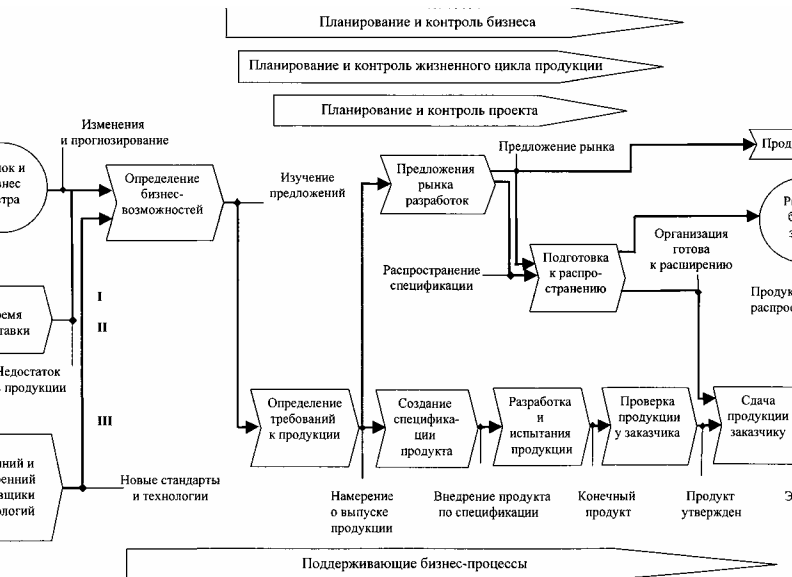 Планирование и контроль бизнеса
Планирование и контроль жизненного цикла продукции
Планирование и контроль проекта
Изменения
и прогнозирование
Предложение рынка
Определение
бизнес-
возможностей
Изучение
предложений
Предложения
рынка
разработок
Распространение
спецификации
Подготовка
к распро-
странению
Организация
готова
к расширению
I
II
III
Недостаток
продукции
Определение
требований
к продукции
Создание
специфика-
ции
продукта
Разработка
и
испытания
продукции
Проверка
продукции
у заказчика
Сдача
продукции
заказчику
Новые стандарты
и технологии
Намерение
о выпуске
продукции
Внедрение продукта
по спецификации
Конечный
продукт
Продукт
утвержден
Поддерживающие бизнес-процессы